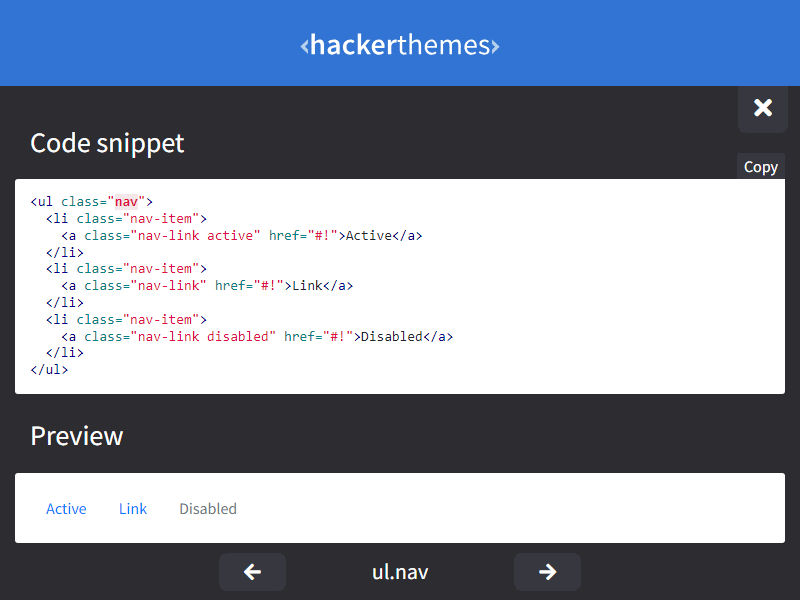 ‹hackerthemes›
Code snippet
Copy
<ul class="nav">
  <li class="nav-item">
    <a class="nav-link active" href="#!">Active</a>
  </li>
  <li class="nav-item">
    <a class="nav-link" href="#!">Link</a>
  </li>
  <li class="nav-item">
    <a class="nav-link disabled" href="#!">Disabled</a>
  </li>
</ul>
Preview
Active Link Disabled
ul.nav